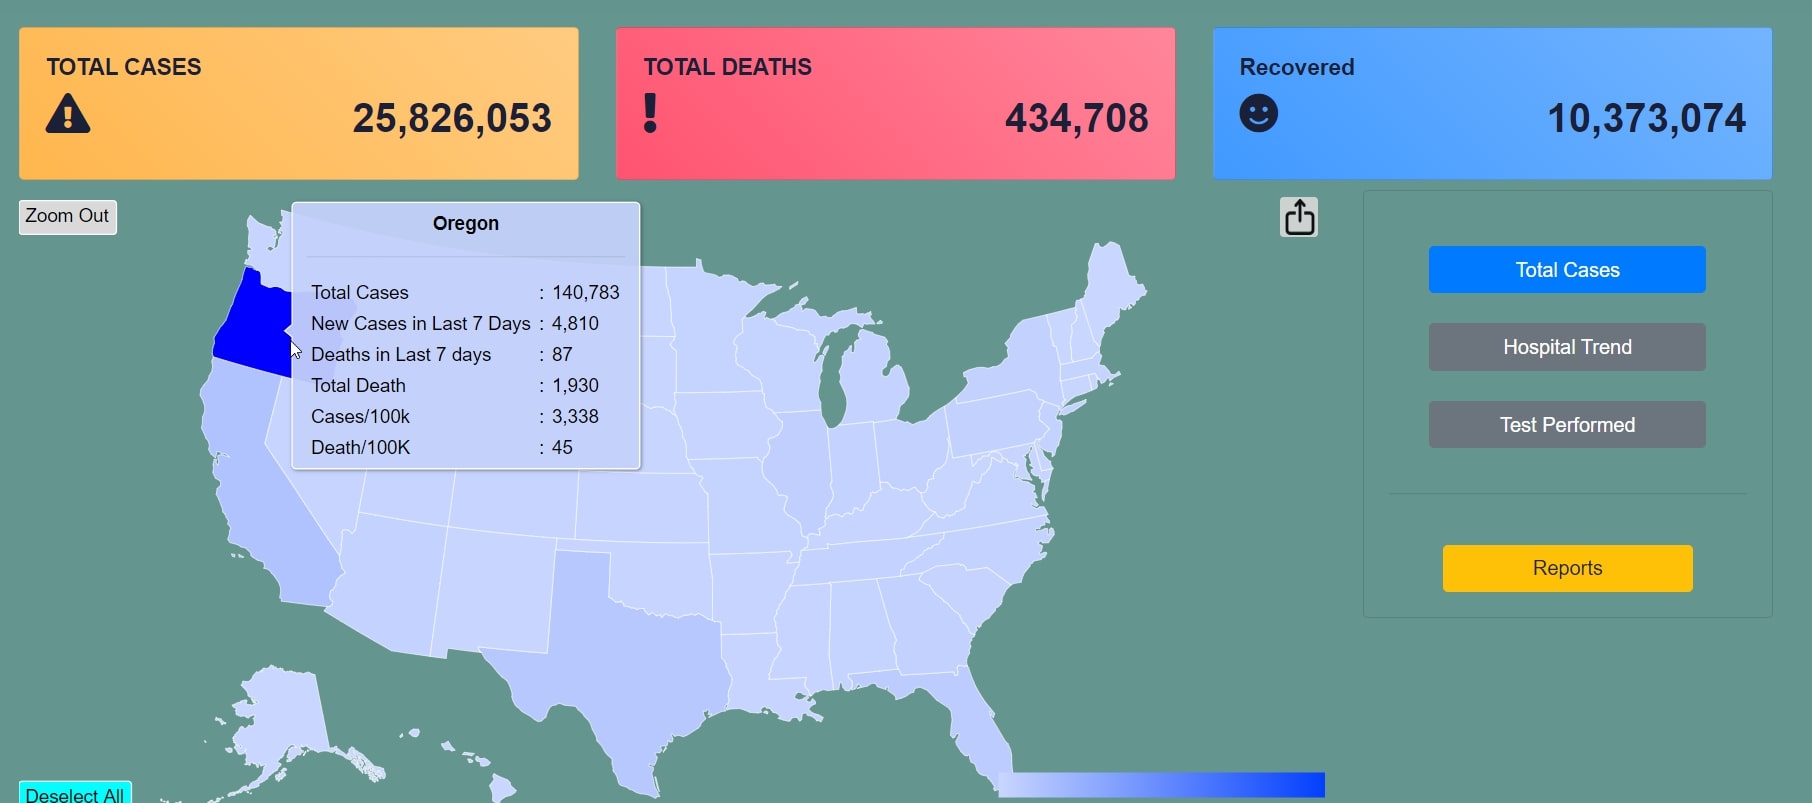 TOTAL CASES
25,826,053
TOTAL DEATHS
434,708
Recovered
10,373,074
Zoom Out
Oregon
Total Cases : 140,783
New Cases in Last 7 Days : 4,810
Deaths in Last 7 days : 87
Total Death : 1,930
Cases/100k : 3,338
Death/100K : 45
Total Cases
Hospital Trend
Test Performed
Reports
Deselect All